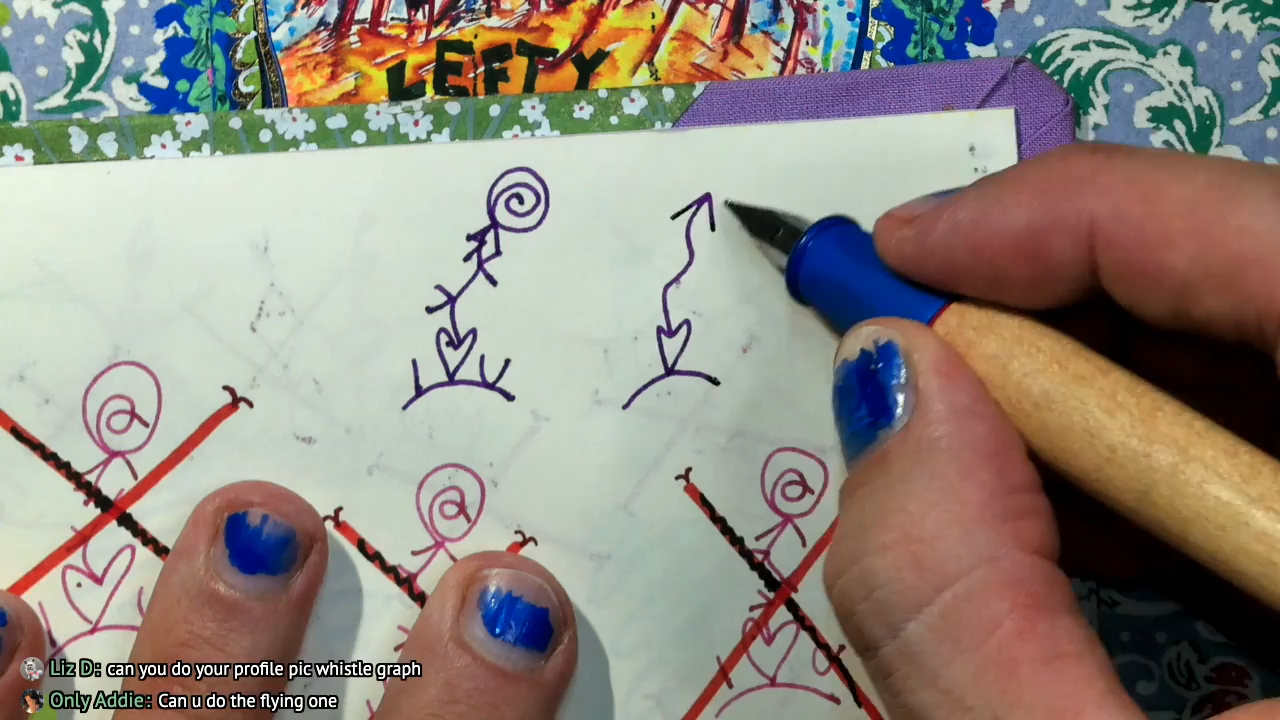 LEFTY
Liz D: can you do your profile pic whistle graph
Only Addie: Can u do the flying one